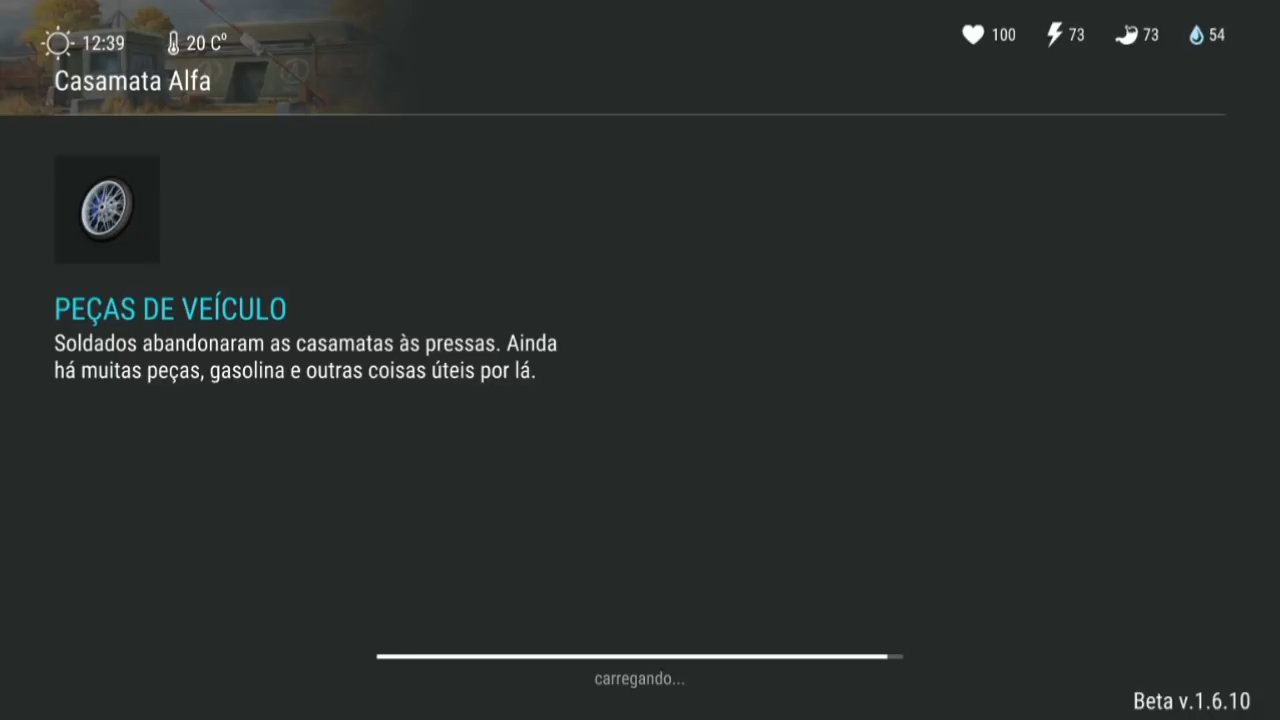 12:39 20 Cº
100 73 73 54
Casamata Alfa
PEÇAS DE VEÍCULO
Soldados abandonaram as casamatas às pressas. Ainda
há muitas peças, gasolina e outras coisas úteis por lá.
carregando...
Beta v.1.6.10